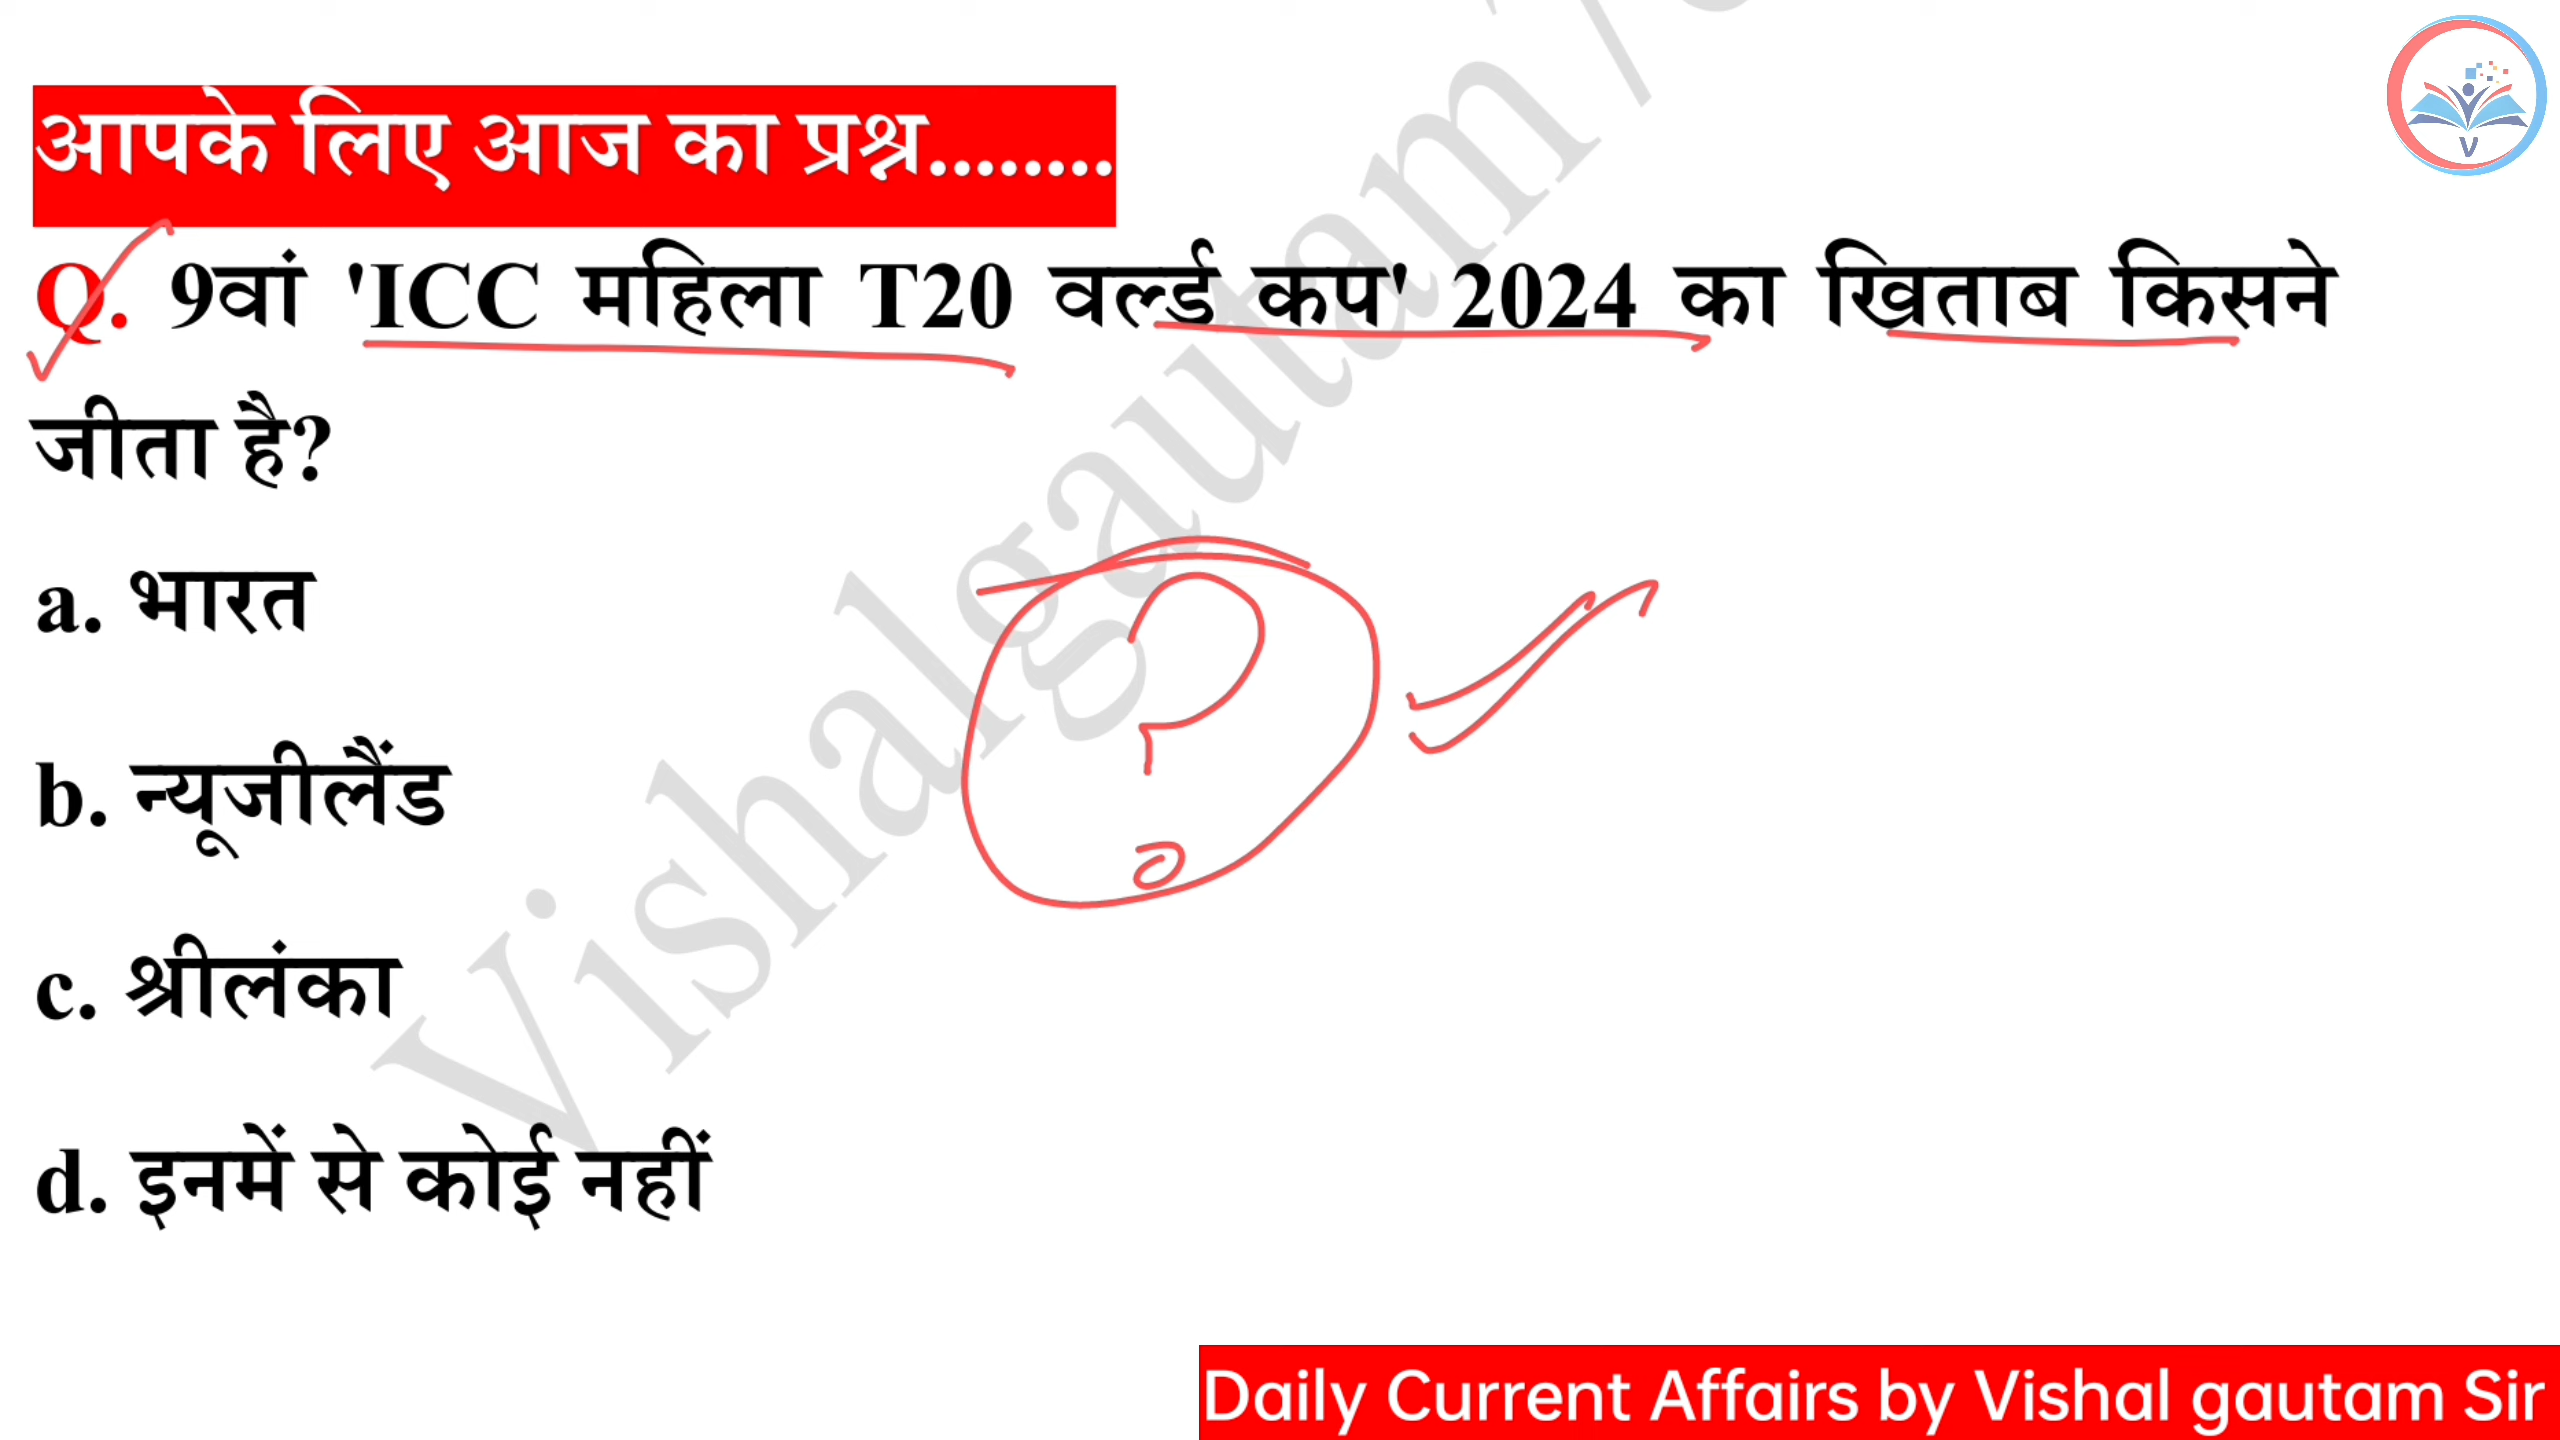 आपके लिए आज का प्रश्न........
Q. 9वां 'ICC महिला T20 वर्ल्ड कप' 2024 का खिताब किसने
जीता है?
a. भारत
b. न्यूजीलैंड
c. श्रीलंका
d. इनमें से कोई नहीं
Vishalgautam
V
Daily Current Affairs by Vishal gautam Sir